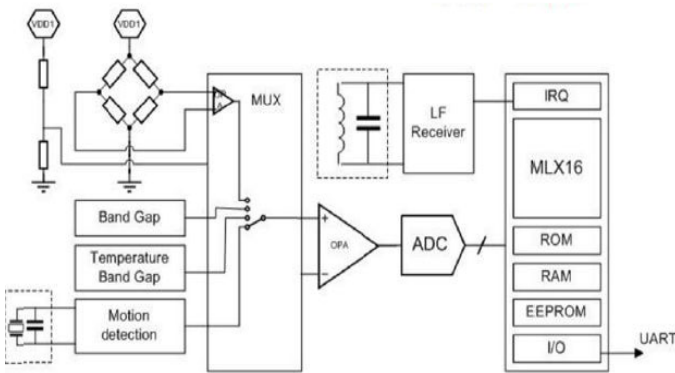 VDD1
VDD1
MUX
LF
Receiver
IRQ
MLX16
Band Gap
Temperature
Band Gap
Motion
detection
+
OPA
ADC
ROM
RAM
EEPROM
I/O
UART